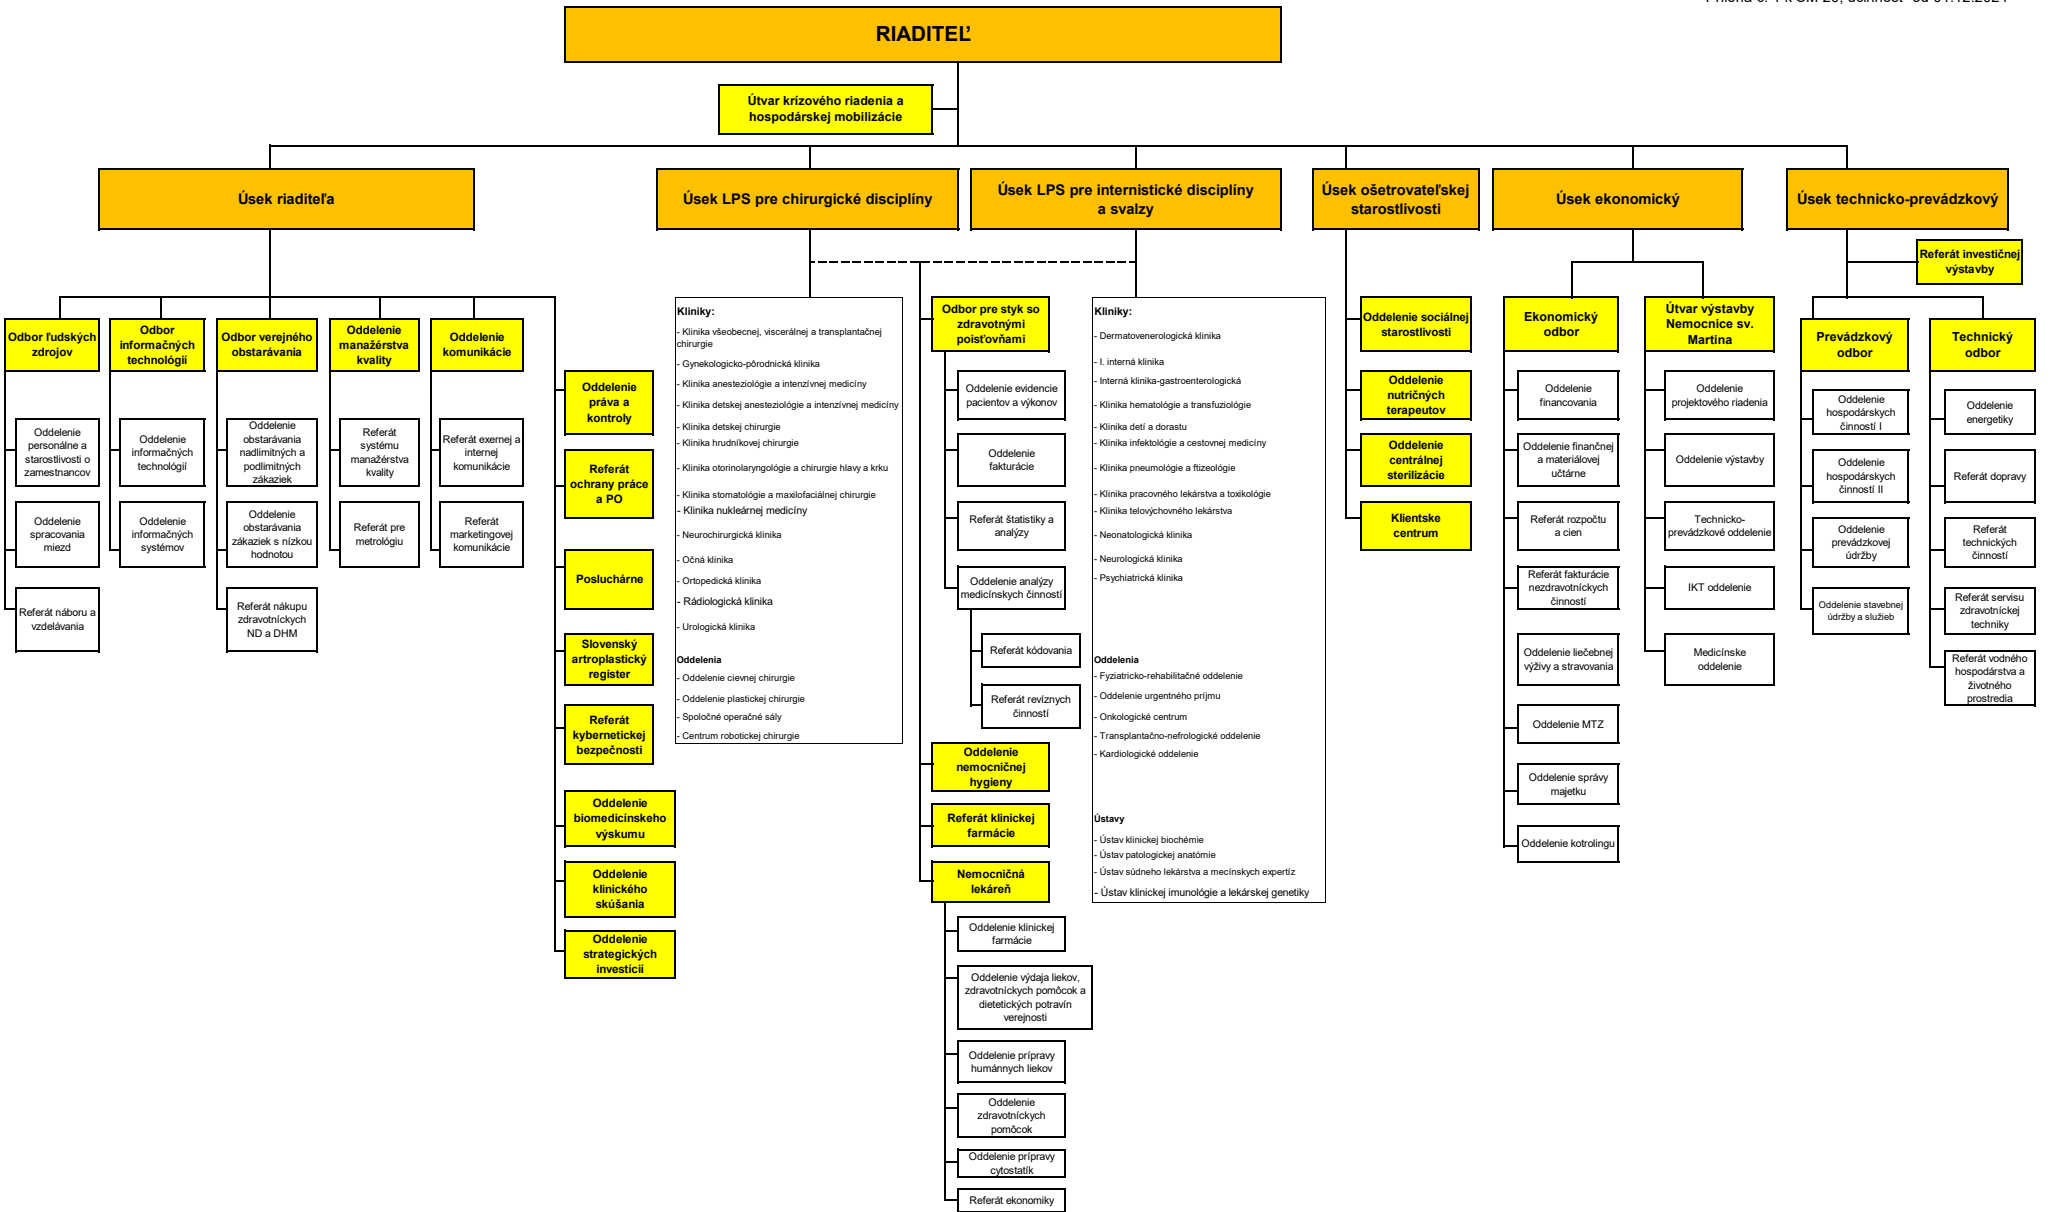 RIADITEĽ
Útvar krízového riadenia a
hospodárskej mobilizácie
Úsek riaditeľa
Úsek LPS pre chirurgické disciplíny
Úsek LPS pre internistické disciplíny
a svalzy
Úsek ošetrovateľskej
starostlivosti
Úsek ekonomický
Úsek technicko-prevádzkový
Referát investičnej
výstavby
Odbor ľudských
zdrojov
Oddelenie
personálne a
starostlivosti o
zamestnancov
Oddelenie
spracovania
miezd
Referát náboru a
vzdelávania
Odbor
informačných
technológií
Oddelenie
informačných
technológií
Oddelenie
informačných
systémov
Odbor verejného
obstarávania
Oddelenie
obstarávania
nadlimitných a
podlimitných
zákaziek
Oddelenie
obstarávania
zákaziek s nízkou
hodnotou
Referát nákupu
zdravotníckych
ND a DHM
Oddelenie
manažérstva
kvality
Referát
systému
manažérstva
kvality
Referát pre
metrológiu
Oddelenie
komunikácie
Referát exernej a
internej
komunikácie
Referát
marketingovej
komunikácie
Oddelenie
práva a
kontroly
Referát
ochrany práce
a PO
Posluchárne
Slovenský
artroplastický
register
Referát
kybernetickej
bezpečnosti
Oddelenie
biomedicínskeho
výskumu
Oddelenie
klinického
skúšania
Oddelenie
strategických
investícií
Kliniky:
- Klinika všeobecnej, viscerálnej a transplantačnej
chirurgie
- Gynekologicko-pôrodnická klinika
- Klinika anesteziológie a intenzívnej medicíny
- Klinika detskej anesteziológie a intenzívnej medicíny
- Klinika detskej chirurgie
- Klinika hrudníkovej chirurgie
- Klinika otorinolaryngológie a chirurgie hlavy a krku
- Klinika stomatológie a maxilofaciálnej chirurgie
- Klinika nukleárnej medicíny
- Neurochirurgická klinika
- Očná klinika
- Ortopedická klinika
- Rádiologická klinika
- Urologická klinika
Oddelenia
- Oddelenie cievnej chirurgie
- Oddelenie plastickej chirurgie
- Spoločné operačné sály
- Centrum robotickej chirurgie
Odbor pre styk so
zdravotnými
poisťovňami
Oddelenie evidencie
pacientov a výkonov
Oddelenie
fakturácie
Referát štatistiky a
analýzy
Oddelenie analýzy
medicínskych činností
Referát kódovania
Referát revíznych
činností
Oddelenie
nemocničnej
hygieny
Referát klinickej
farmácie
Nemocničná
lekáreň
Oddelenie klinickej
farmácie
Oddelenie výdaja liekov,
zdravotníckych pomôcok a
dietetických potravín
verejnosti
Oddelenie prípravy
humánnych liekov
Oddelenie
zdravotníckych
pomôcok
Oddelenie prípravy
cytostatík
Referát ekonomiky
Kliniky:
- Dermatovenerologická klinika
- I. interná klinika
- Interná klinika-gastroenterologická
- Klinika hematológie a transfuziológie
- Klinika detí a dorastu
- Klinika infektológie a cestovnej medicíny
- Klinika pneumológie a ftizeológie
- Klinika pracovného lekárstva a toxikológie
- Klinika telovýchovného lekárstva
- Neonatologická klinika
- Neurologická klinika
- Psychiatrická klinika
Oddelenia
- Fyziatricko-rehabilitačné oddelenie
- Oddelenie urgentného príjmu
- Onkologické centrum
- Transplantačno-nefrologické oddelenie
- Kardiologické oddelenie
Ústavy
- Ústav klinickej biochémie
- Ústav patologickej anatómie
- Ústav súdneho lekárstva a mecínskych expertíz
- Ústav klinickej imunológie a lekárskej genetiky
Oddelenie sociálnej
starostlivosti
Oddelenie
nutričných
terapeutov
Oddelenie
centrálnej
sterilizácie
Klientske
centrum
Ekonomický
odbor
Oddelenie
financovania
Oddelenie finančnej
a materiálovej
učtárne
Referát rozpočtu
a cien
Referát fakturácie
nezdravotníckych
činností
Oddelenie liečebnej
výživy a stravovania
Oddelenie MTZ
Oddelenie správy
majetku
Oddelenie kotrolingu
Útvar výstavby
Nemocnice sv.
Martina
Oddelenie
projektového riadenia
Oddelenie výstavby
Technicko-
prevádzkové oddelenie
IKT oddelenie
Medicínske
oddelenie
Prevádzkový
odbor
Oddelenie
hospodárskych
činností I
Oddelenie
hospodárskych
činností II
Oddelenie
prevádzkovej
údržby
Oddelenie stavebnej
údržby a služieb
Technický
odbor
Oddelenie
energetiky
Referát dopravy
Referát
technických
činností
Referát servisu
zdravotníckej
techniky
Referát vodného
hospodárstva a
životného
prostredia